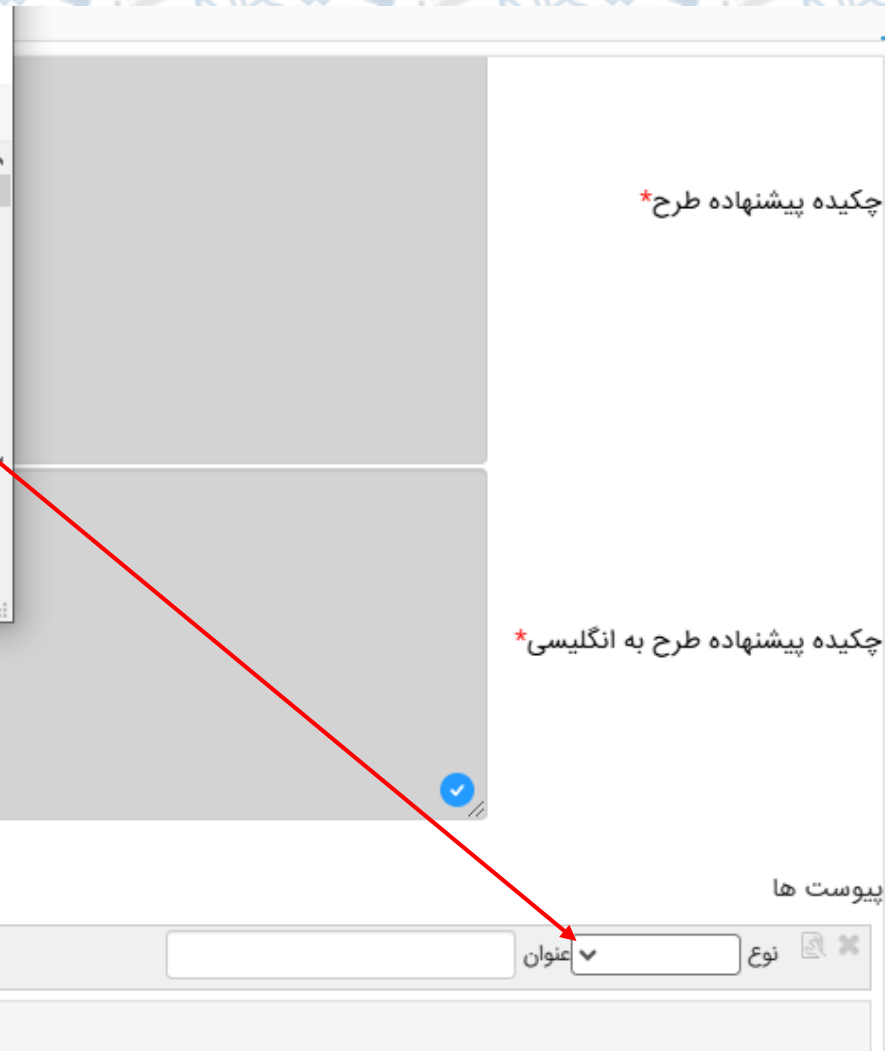 چکیده پیشنهاده طرح*
چکیده پیشنهاده طرح به انگلیسی*
پیوست ها
نوع عنوان